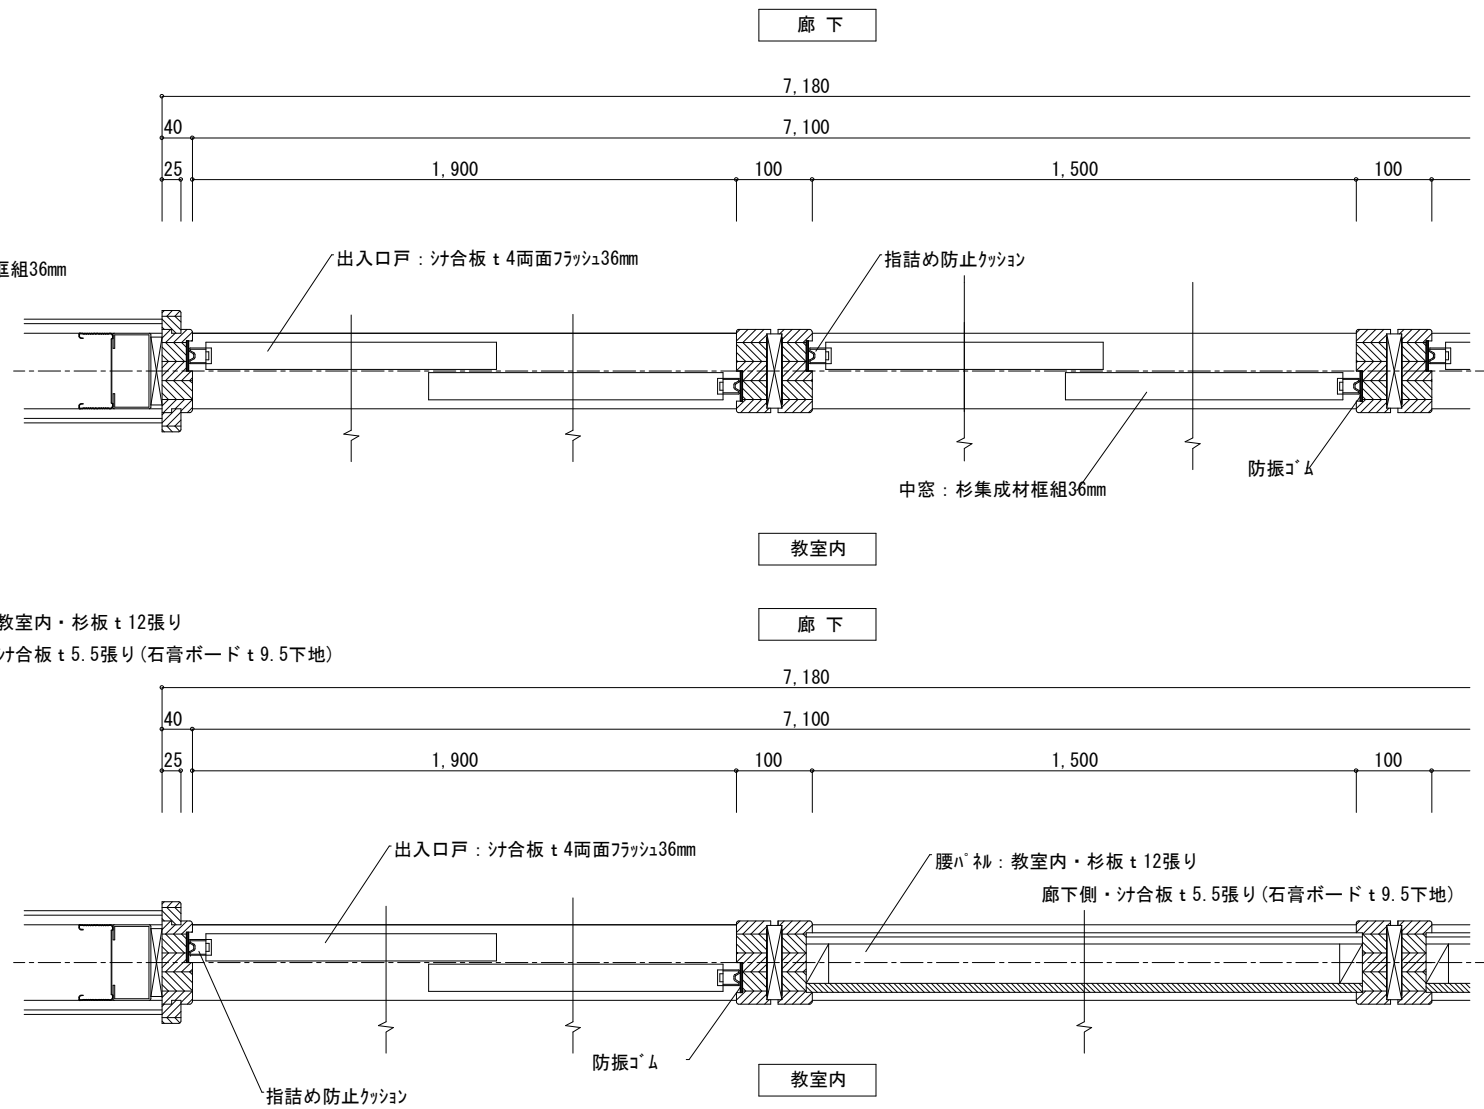 廊 下
7,180
40
7,100
25
1,900
100
1,500
100
出入口戸：ｼﾅ合板ｔ4両面ﾌﾗｯｼｭ36mm
指詰め防止ｸｯｼｮﾝ
框組36mm
防振ｺﾞﾑ
中窓：杉集成材框組36mm
教室内
教室内・杉板ｔ12張り
廊 下
ｼﾅ合板ｔ5.5張り(石膏ボードｔ9.5下地)
7,180
40
7,100
25
1,900
100
1,500
100
出入口戸：ｼﾅ合板ｔ4両面ﾌﾗｯｼｭ36mm
腰ﾊﾟﾈﾙ：教室内・杉板ｔ12張り
廊下側・ｼﾅ合板ｔ5.5張り(石膏ボードｔ9.5下地)
防振ｺﾞﾑ
教室内
指詰め防止ｸｯｼｮﾝ